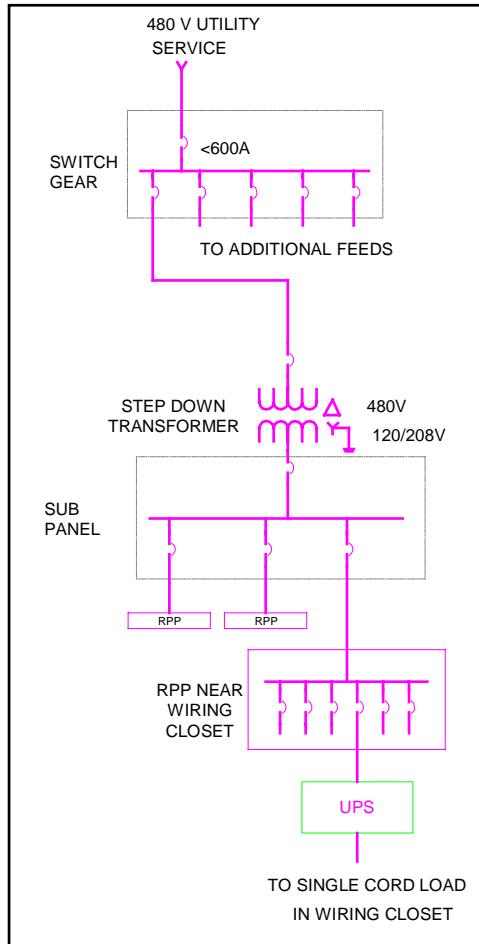 480 V UTILITY
SERVICE
<600A
SWITCH
GEAR
TO ADDITIONAL FEEDS
STEP DOWN
TRANSFORMER
480V
120/208V
SUB
PANEL
RPP
RPP
RPP NEAR
WIRING
CLOSET
UPS
TO SINGLE CORD LOAD
IN WIRING CLOSET